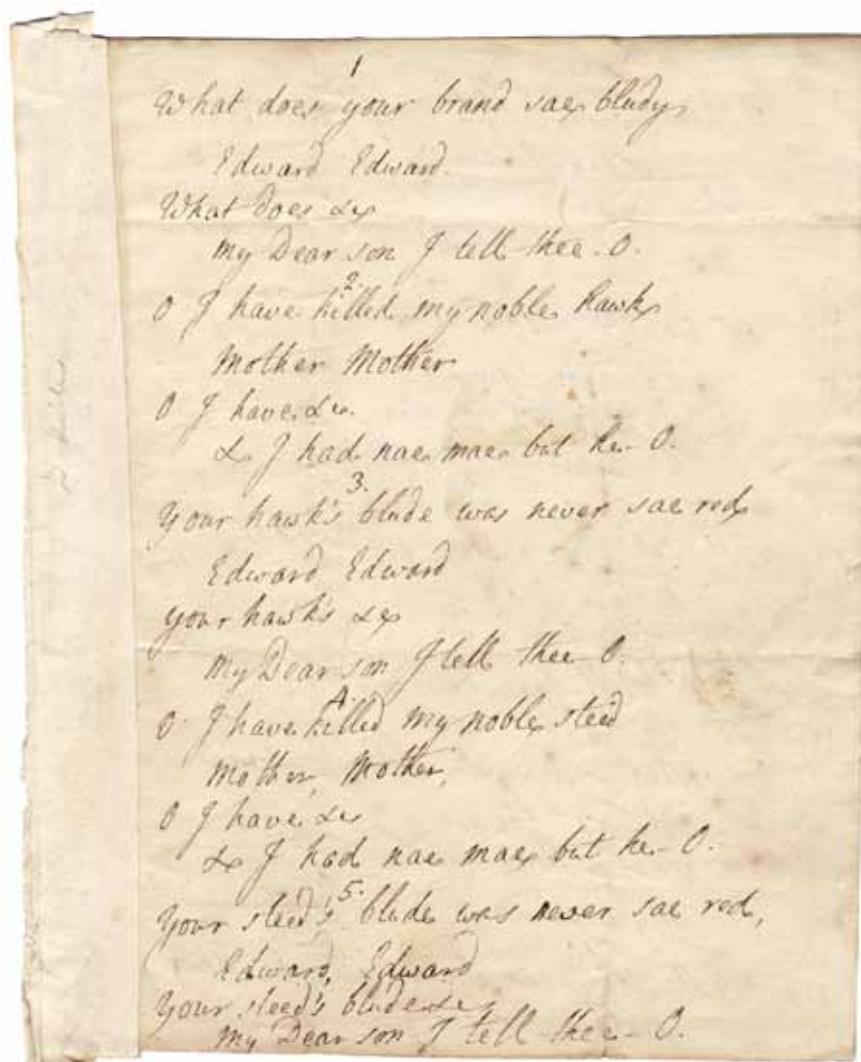 1
What does your brand sae bludy
Edward Edward.
What does &c
My Dear son I tell thee - O.
2.
O I have killed my noble hawk
Mother Mother
O I have &c.
& I had nae mae but he - O.
3.
Your hawk's blude was never sae red
Edward Edward
Your hawk's &c
My Dear son I tell thee - O.
4.
O I have killed my noble steed
Mother, Mother,
O I have &c
& I had nae mae but he - O.
5.
Your steed's blude was never sae red,
Edward, Edward
Your steed's blude &c
My Dear son I tell thee - O.